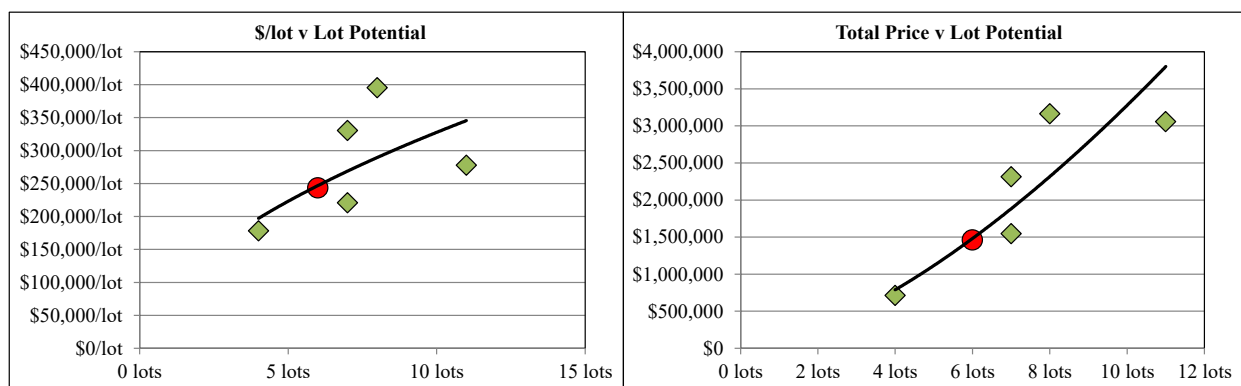 $/lot v Lot Potential
$450,000/lot
$400,000/lot
$350,000/lot
$300,000/lot
$250,000/lot
$200,000/lot
$150,000/lot
$100,000/lot
$50,000/lot
$0/lot
0 lots
5 lots
10 lots
15 lots
Total Price v Lot Potential
$4,000,000
$3,500,000
$3,000,000
$2,500,000
$2,000,000
$1,500,000
$1,000,000
$500,000
$0
0 lots
2 lots
4 lots
6 lots
8 lots
10 lots
12 lots